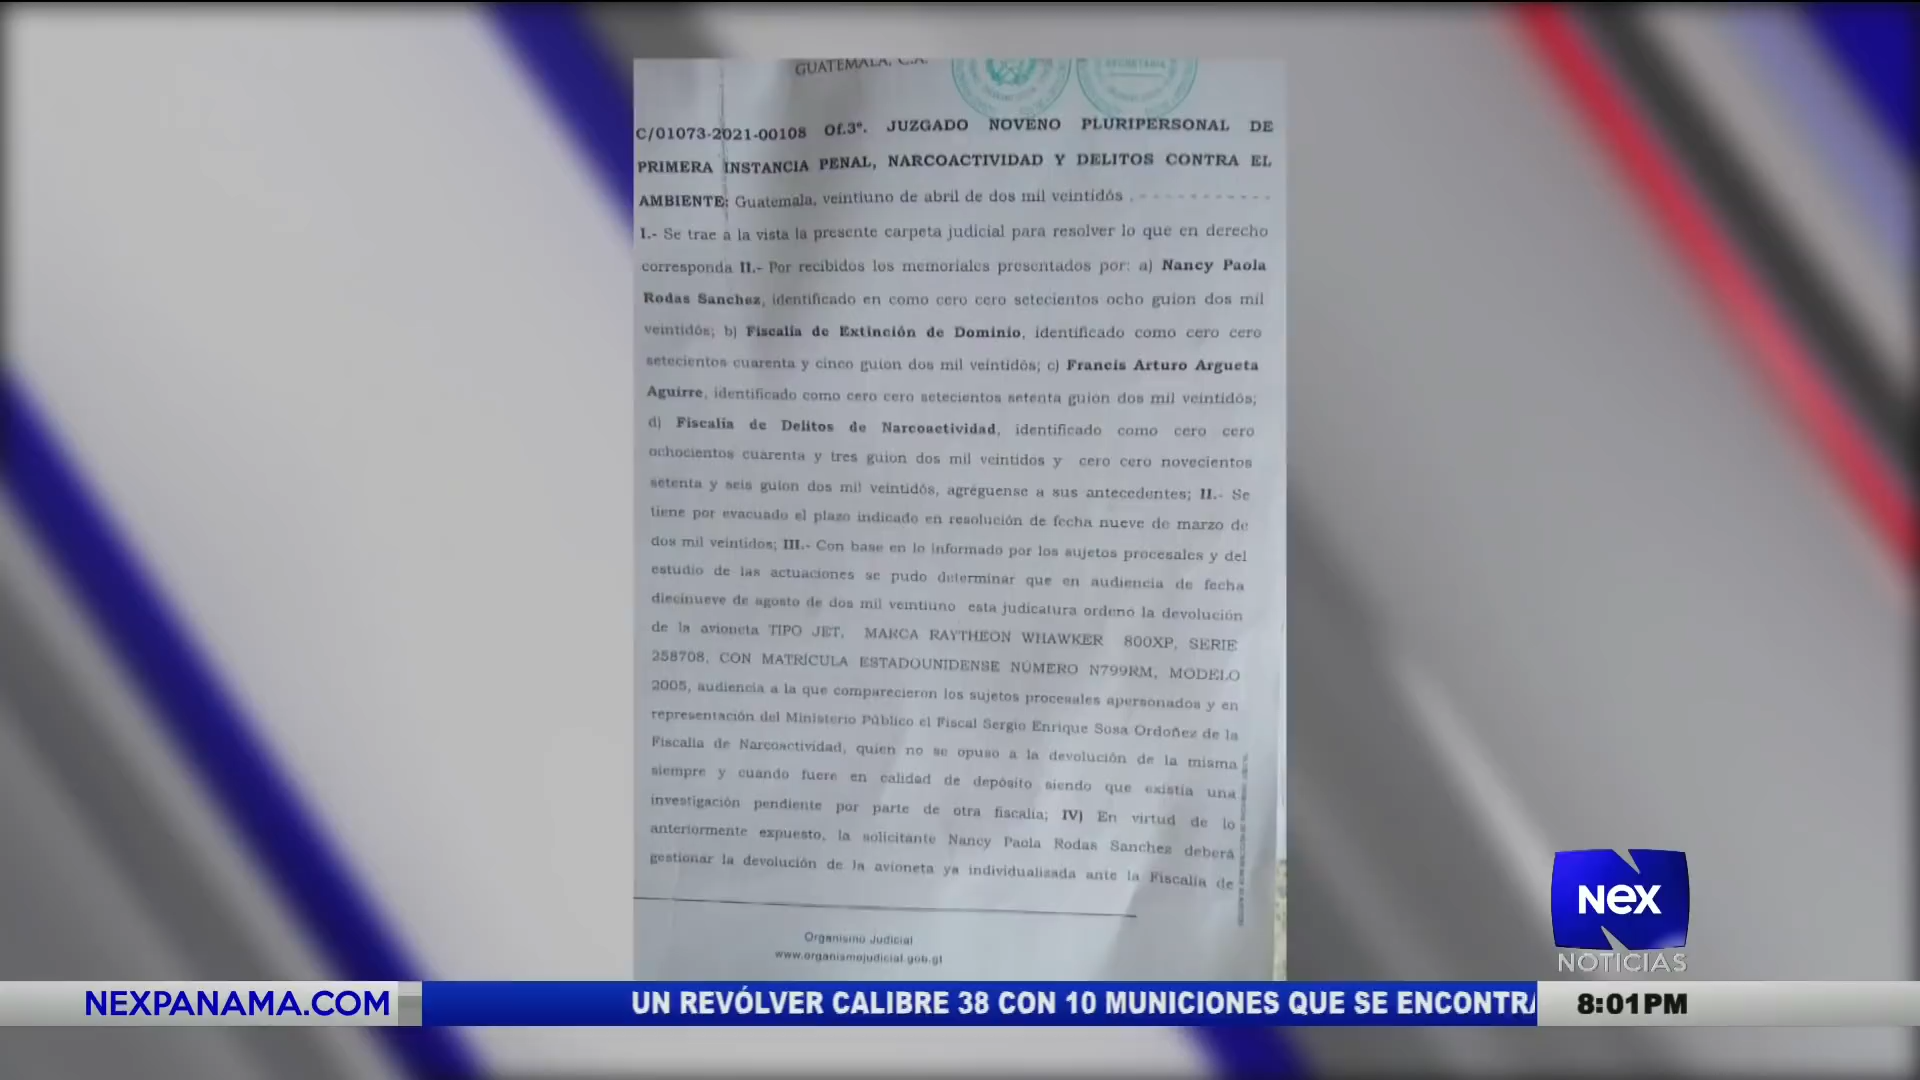 GUATEMALA, C.A.
SECRETARIA
C/01073-2021-00108 Of.3º. JUZGADO NOVENO PLURIPERSONAL DE
PRIMERA INSTANCIA PENAL, NARCOACTIVIDAD Y DELITOS CONTRA EL
AMBIENTE: Guatemala, veintiuno de abril de dos mil veintidós . - - - - - - - - - - - -
I.- Se trae a la vista la presente carpeta judicial para resolver lo que en derecho
corresponda II.- Por recibidos los memoriales presentados por: a) Nancy Paola
Rodas Sanchez, identificado en como cero cero setecientos ocho guion dos mil
veintidós; b) Fiscalía de Extinción de Dominio, identificado como cero cero
setecientos cuarenta y cinco guion dos mil veintidós; c) Francis Arturo Argueta
Aguirre, identificado como cero cero setecientos setenta guion dos mil veintidós;
d) Fiscalía de Delitos de Narcoactividad, identificado como cero cero
ochocientos cuarenta y tres guion dos mil veintidos y cero cero novecientos
setenta y seis guion dos mil veintidós, agréguense a sus antecedentes; II.- Se
tiene por evacuado el plazo indicado en resolución de fecha nueve de marzo de
dos mil veintidos; III.- Con base en lo informado por los sujetos procesales y del
estudio de las actuaciones se pudo determinar que en audiencia de fecha
diecinueve de agosto de dos mil veintiuno esta judicatura ordeno la devolución
de la avioneta TIPO JET, MARCA RAYTHEON WHAWKER 800XP, SERIE
258708, CON MATRÍCULA ESTADOUNIDENSE NÚMERO N799RM, MODELO
2005, audiencia a la que comparecieron los sujetos procesales apersonados y en
representación del Ministerio Público el Fiscal Sergio Enrique Sosa Ordoñez de la
Fiscalía de Narcoactividad, quien no se opuso a la devolución de la misma
siempre y cuando fuere en calidad de depósito siendo que existía una
investigación pendiente por parte de otra fiscalia; IV) En virtud de lo
anteriormente expuesto, la solicitante Nancy Paola Rodas Sanchez deberá
gestionar la devolución de la avioneta ya individualizada ante la Fiscalía de
Organismo Judicial
www.organismojudicial.gob.gt
Nex
NOTICIAS
NEXPANAMA.COM
UN REVÓLVER CALIBRE 38 CON 10 MUNICIONES QUE SE ENCONTRA
8:01PM